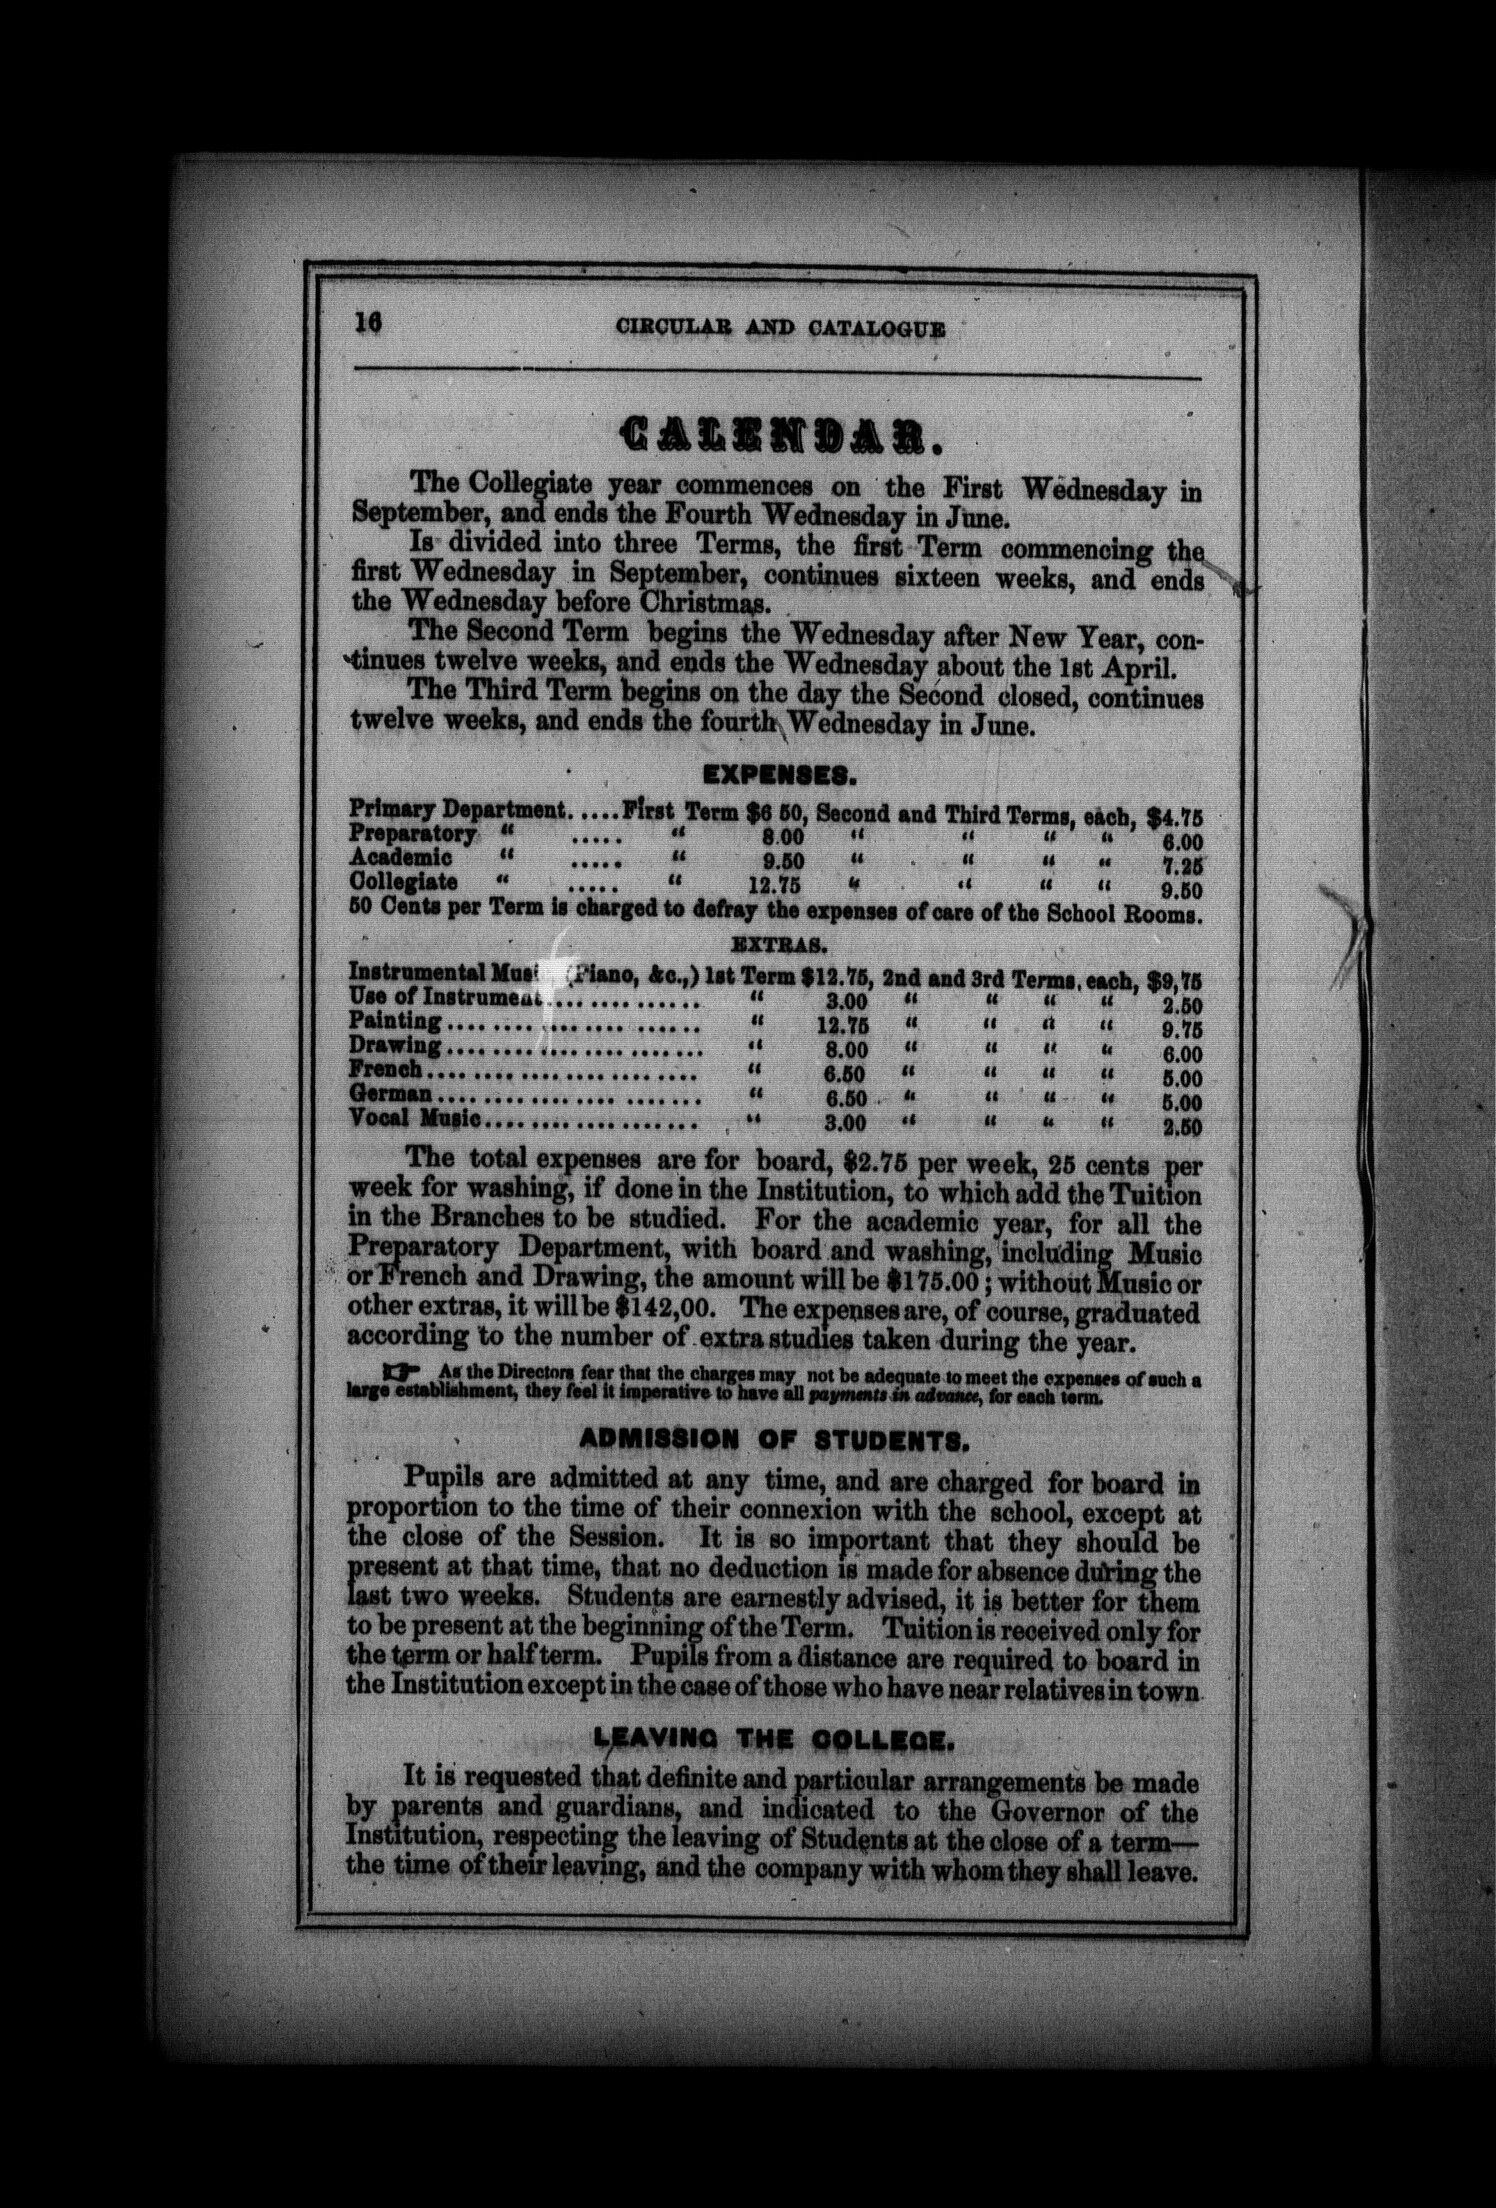 16
CIRCULAR AND CATALOGUE
CALENDAR.
The Collegiate year commences on the First Wednesday in
September, and ends the Fourth Wednesday in June.
Is divided into three Terms, the first Term commencing the
first Wednesday in September, continues sixteen weeks, and ends
the Wednesday before Christmas.
The Second Term begins the Wednesday after New Year, con-
tinues twelve weeks, and ends the Wednesday about the 1st April.
The Third Term begins on the day the Second closed, continues
twelve weeks, and ends the fourth Wednesday in June.
EXPENSES.
Primary Department.....First Term $6 50, Second and Third Terms, each, $4.75
Preparatory " ..... " 8.00 " " " " 6.00
Academic " ..... " 9.50 " " " " 7.25
Collegiate " ..... " 12.75 " " " " 9.50
50 Cents per Term is charged to defray the expenses of care of the School Rooms.
EXTRAS.
Instrumental Musi (Piano, &c.,) 1st Term $12.75, 2nd and 3rd Terms, each, $9,75
Use of Instrument.... .... .... .. " 3.00 " " " " 2.50
Painting.... .... .... .... .... .. " 12.75 " " " " 9.75
Drawing.... .... .... .... .... ... " 8.00 " " " " 6.00
French.... .... .... .... .... .... " 6.50 " " " " 5.00
German.... .... .... .... .... ... " 6.50 " " " " 5.00
Vocal Music.... .... .... .... ... " 3.00 " " " " 2.50
The total expenses are for board, $2.75 per week, 25 cents per
week for washing, if done in the Institution, to which add the Tuition
in the Branches to be studied. For the academic year, for all the
Preparatory Department, with board and washing, including Music
or French and Drawing, the amount will be $175.00; without Music or
other extras, it will be $142,00. The expenses are, of course, graduated
according to the number of extra studies taken during the year.
☞ As the Directors fear that the charges may not be adequate to meet the expenses of such a
large establishment, they feel it imperative to have all payments in advance, for each term.
ADMISSION OF STUDENTS.
Pupils are admitted at any time, and are charged for board in
proportion to the time of their connexion with the school, except at
the close of the Session. It is so important that they should be
present at that time, that no deduction is made for absence during the
last two weeks. Students are earnestly advised, it is better for them
to be present at the beginning of the Term. Tuition is received only for
the term or half term. Pupils from a distance are required to board in
the Institution except in the case of those who have near relatives in town
LEAVING THE COLLEGE.
It is requested that definite and particular arrangements be made
by parents and guardians, and indicated to the Governor of the
Institution, respecting the leaving of Students at the close of a term—
the time of their leaving, and the company with whom they shall leave.